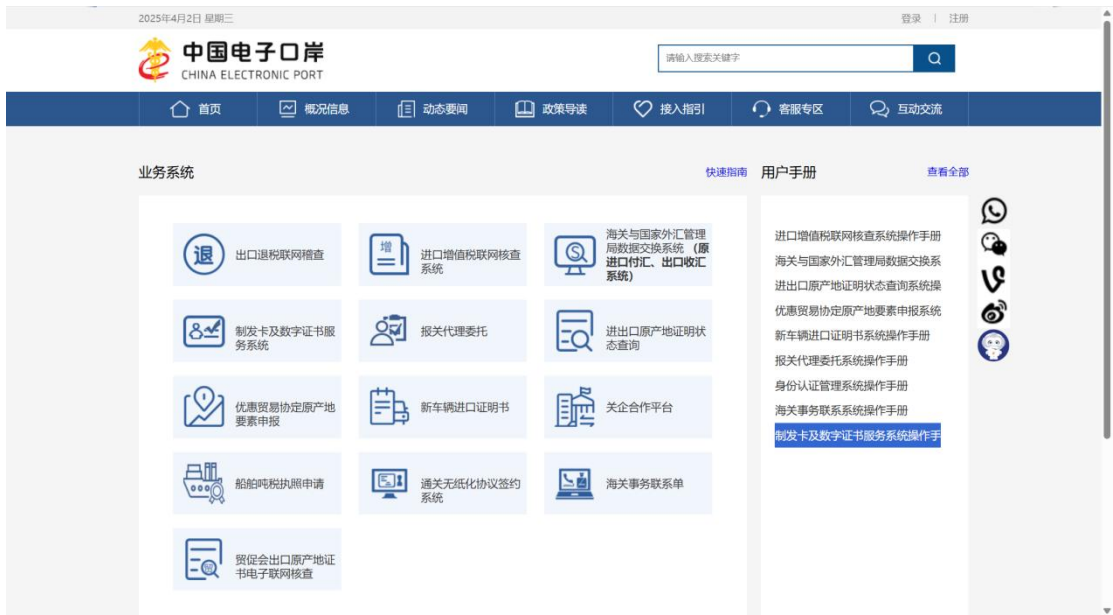 2025年4月2日 星期三
登录 | 注册
中国电子口岸
CHINA ELECTRONIC PORT
请输入搜索关键字
首页 概况信息 动态要闻 政策导读 接入指引 客服专区 互动交流
业务系统
快速指南
用户手册
查看全部
退
出口退税联网稽查
增
进口增值税联网核查
系统
海关与国家外汇管理
局数据交换系统 (原
进口付汇、出口收汇
系统)
制发卡及数字证书服
务系统
报关代理委托
进出口原产地证明状
态查询
优惠贸易协定原产地
要素申报
新车辆进口证明书
关企合作平台
船舶吨税执照申请
通关无纸化协议签约
系统
海关事务联系单
贸促会出口原产地证
书电子联网核查
进口增值税联网核查系统操作手册
海关与国家外汇管理局数据交换系
进出口原产地证明状态查询系统操
优惠贸易协定原产地要素申报系统
新车辆进口证明书系统操作手册
报关代理委托系统操作手册
身份认证管理系统操作手册
海关事务联系系统操作手册
制发卡及数字证书服务系统操作手